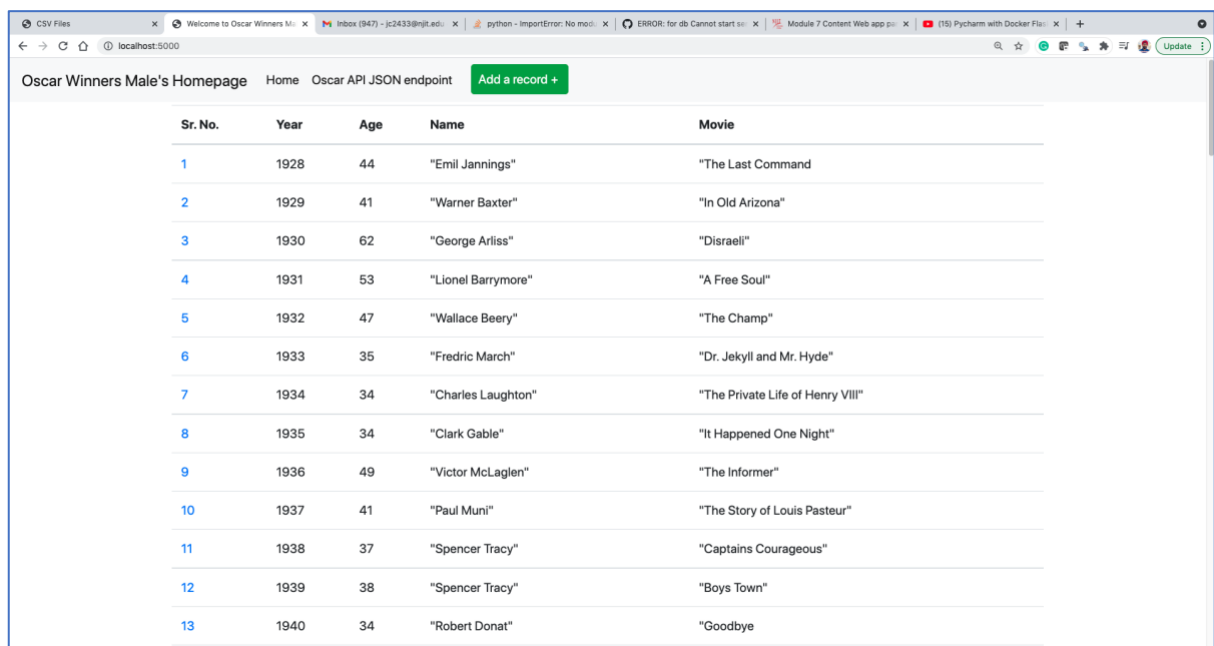 CSV Files
Welcome to Oscar Winners Ma
Inbox (947) - jc2433@njit.edu
python - ImportError: No modu
ERROR: for db Cannot start se
Module 7 Content Web app pa
(15) Pycharm with Docker Flas
localhost:5000
Update
Oscar Winners Male's Homepage Home Oscar API JSON endpoint Add a record +
Sr. No. Year Age Name Movie
1 1928 44 "Emil Jannings" "The Last Command
2 1929 41 "Warner Baxter" "In Old Arizona"
3 1930 62 "George Arliss" "Disraeli"
4 1931 53 "Lionel Barrymore" "A Free Soul"
5 1932 47 "Wallace Beery" "The Champ"
6 1933 35 "Fredric March" "Dr. Jekyll and Mr. Hyde"
7 1934 34 "Charles Laughton" "The Private Life of Henry VIII"
8 1935 34 "Clark Gable" "It Happened One Night"
9 1936 49 "Victor McLaglen" "The Informer"
10 1937 41 "Paul Muni" "The Story of Louis Pasteur"
11 1938 37 "Spencer Tracy" "Captains Courageous"
12 1939 38 "Spencer Tracy" "Boys Town"
13 1940 34 "Robert Donat" "Goodbye